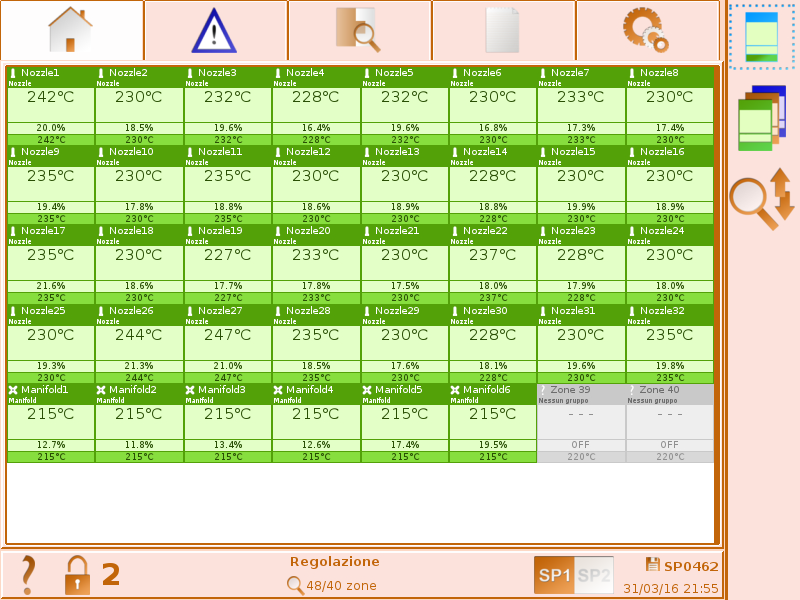 Nozzle1 Nozzle2 Nozzle3 Nozzle4 Nozzle5 Nozzle6 Nozzle7 Nozzle8
Nozzle Nozzle Nozzle Nozzle Nozzle Nozzle Nozzle Nozzle
242°C 230°C 232°C 228°C 232°C 230°C 233°C 230°C
20.0% 18.5% 19.6% 16.4% 19.6% 16.8% 17.3% 17.4%
242°C 230°C 232°C 228°C 232°C 230°C 233°C 230°C
Nozzle9 Nozzle10 Nozzle11 Nozzle12 Nozzle13 Nozzle14 Nozzle15 Nozzle16
Nozzle Nozzle Nozzle Nozzle Nozzle Nozzle Nozzle Nozzle
235°C 230°C 235°C 230°C 230°C 228°C 230°C 230°C
19.4% 17.8% 18.8% 18.6% 18.9% 18.8% 19.9% 18.9%
235°C 230°C 235°C 230°C 230°C 228°C 230°C 230°C
Nozzle17 Nozzle18 Nozzle19 Nozzle20 Nozzle21 Nozzle22 Nozzle23 Nozzle24
Nozzle Nozzle Nozzle Nozzle Nozzle Nozzle Nozzle Nozzle
235°C 230°C 227°C 233°C 230°C 237°C 228°C 230°C
21.6% 18.6% 17.7% 17.8% 17.5% 18.0% 17.9% 18.0%
235°C 230°C 227°C 233°C 230°C 237°C 228°C 230°C
Nozzle25 Nozzle26 Nozzle27 Nozzle28 Nozzle29 Nozzle30 Nozzle31 Nozzle32
Nozzle Nozzle Nozzle Nozzle Nozzle Nozzle Nozzle Nozzle
230°C 244°C 247°C 235°C 230°C 228°C 230°C 235°C
19.3% 21.3% 21.0% 18.5% 17.6% 18.1% 19.6% 19.8%
230°C 244°C 247°C 235°C 230°C 228°C 230°C 235°C
Manifold1 Manifold2 Manifold3 Manifold4 Manifold5 Manifold6 ? Zone 39 ? Zone 40
Manifold Manifold Manifold Manifold Manifold Manifold Nessun gruppo Nessun gruppo
215°C 215°C 215°C 215°C 215°C 215°C - - - - - -
12.7% 11.8% 13.4% 12.6% 17.4% 19.5% OFF OFF
215°C 215°C 215°C 215°C 215°C 215°C 220°C 220°C
? 2
Regolazione
48/40 zone
SP1 SP2
SP0462
31/03/16 21:55